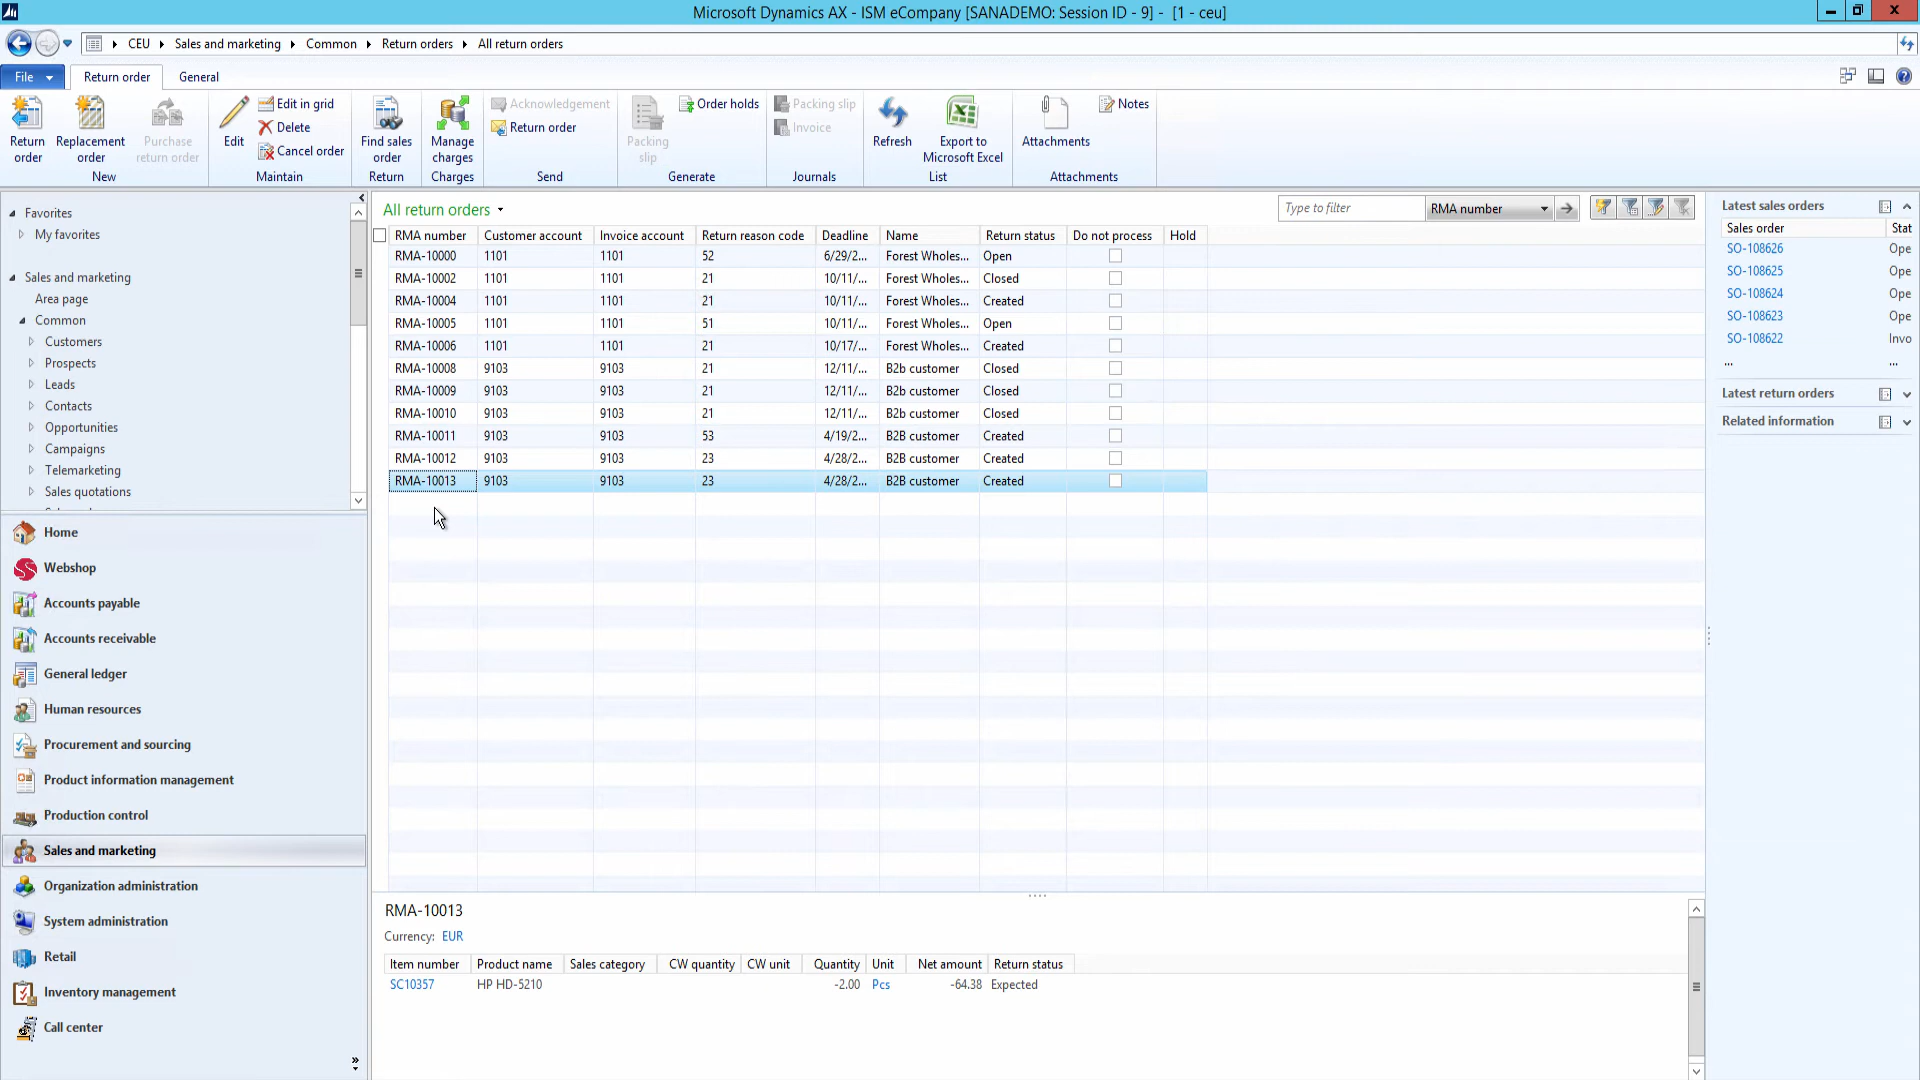 Microsoft Dynamics AX - ISM eCompany [SANADEMO: Session ID - 9] - [1 - ceu]
CEU Sales and marketing Common Return orders All return orders
File Return order General
Return order
Replacement order
Purchase return order
New
Edit
Edit in grid
Delete
Cancel order
Maintain
Find sales order
Return
Manage charges
Charges
Acknowledgement
Return order
Send
Packing slip
Order holds
Generate
Packing slip
Invoice
Journals
Refresh
Export to Microsoft Excel
List
Attachments
Notes
Attachments
Favorites
My favorites
Sales and marketing
Area page
Common
Customers
Prospects
Leads
Contacts
Opportunities
Campaigns
Telemarketing
Sales quotations
Home
Webshop
Accounts payable
Accounts receivable
General ledger
Human resources
Procurement and sourcing
Product information management
Production control
Sales and marketing
Organization administration
System administration
Retail
Inventory management
Call center
All return orders
Type to filter RMA number
RMA number Customer account Invoice account Return reason code Deadline Name Return status Do not process Hold
RMA-10000 1101 1101 52 6/29/2... Forest Wholes... Open
RMA-10002 1101 1101 21 10/11/... Forest Wholes... Closed
RMA-10004 1101 1101 21 10/11/... Forest Wholes... Created
RMA-10005 1101 1101 51 10/11/... Forest Wholes... Open
RMA-10006 1101 1101 21 10/17/... Forest Wholes... Created
RMA-10008 9103 9103 21 12/11/... B2b customer Closed
RMA-10009 9103 9103 21 12/11/... B2b customer Closed
RMA-10010 9103 9103 21 12/11/... B2b customer Closed
RMA-10011 9103 9103 53 4/19/2... B2B customer Created
RMA-10012 9103 9103 23 4/28/2... B2B customer Created
RMA-10013 9103 9103 23 4/28/2... B2B customer Created
RMA-10013
Currency: EUR
Item number Product name Sales category CW quantity CW unit Quantity Unit Net amount Return status
SC10357 HP HD-5210 -2.00 Pcs -64.38 Expected
Latest sales orders
Sales order Stat
SO-108626 Ope
SO-108625 Ope
SO-108624 Ope
SO-108623 Ope
SO-108622 Invo
... ...
Latest return orders
Related information